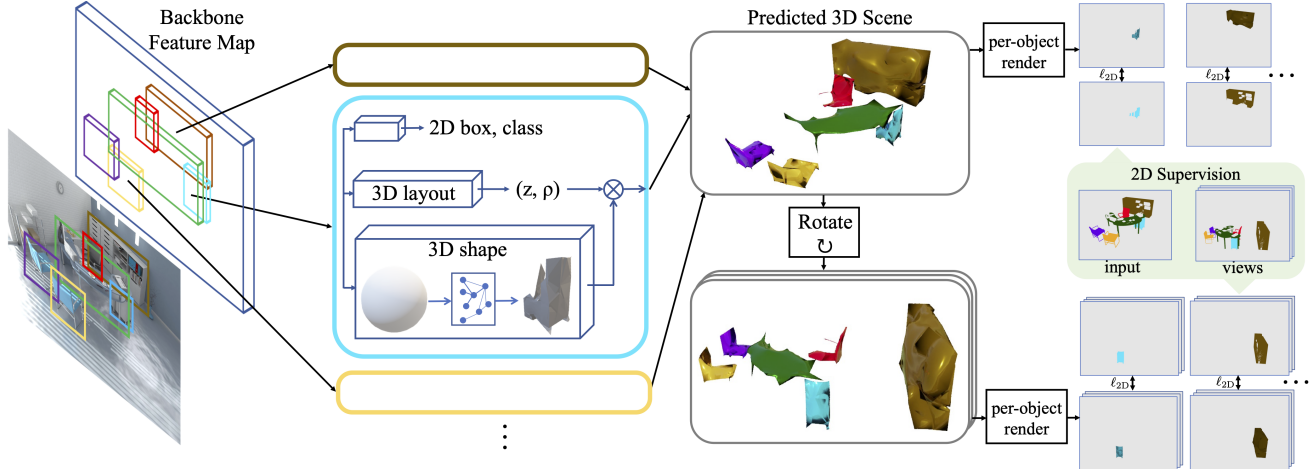 Backbone
Feature Map
2D box, class
3D layout
(z, ρ)
3D shape
Predicted 3D Scene
Rotate
per-object
render
ℓ2D
ℓ2D
2D Supervision
input
views
per-object
render
ℓ2D
ℓ2D